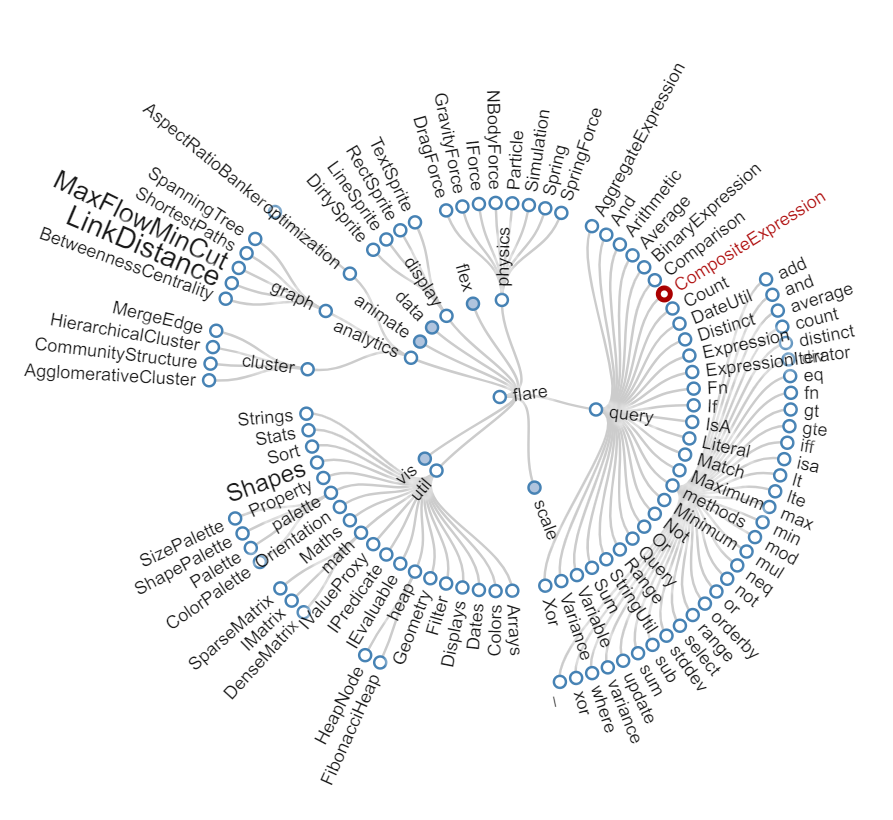 flare
analytics
cluster
AgglomerativeCluster
CommunityStructure
HierarchicalCluster
MergeEdge
graph
BetweennessCentrality
LinkDistance
MaxFlowMinCut
ShortestPaths
SpanningTree
optimization
AspectRatioBanker
animate
data
display
DirtySprite
LineSprite
RectSprite
TextSprite
flex
physics
DragForce
GravityForce
IForce
NBodyForce
Particle
Simulation
Spring
SpringForce
query
AggregateExpression
And
Arithmetic
Average
BinaryExpression
Comparison
CompositeExpression
Count
DateUtil
Distinct
Expression
ExpressionIterator
Fn
If
IsA
Literal
Match
Maximum
methods
add
and
average
count
distinct
div
eq
fn
gt
gte
iff
isa
lt
lte
max
min
mod
mul
neq
not
or
orderby
range
select
stddev
sub
sum
update
variance
where
xor
_
Minimum
Not
Query
Range
StringUtil
Sum
Variable
Variance
Xor
scale
util
Arrays
Colors
Dates
Displays
Filter
Geometry
heap
FibonacciHeap
HeapNode
IEvaluable
IPredicate
IValueProxy
math
DenseMatrix
IMatrix
SparseMatrix
Maths
Orientation
palette
ColorPalette
Palette
ShapePalette
SizePalette
Property
Shapes
Sort
Stats
Strings
vis